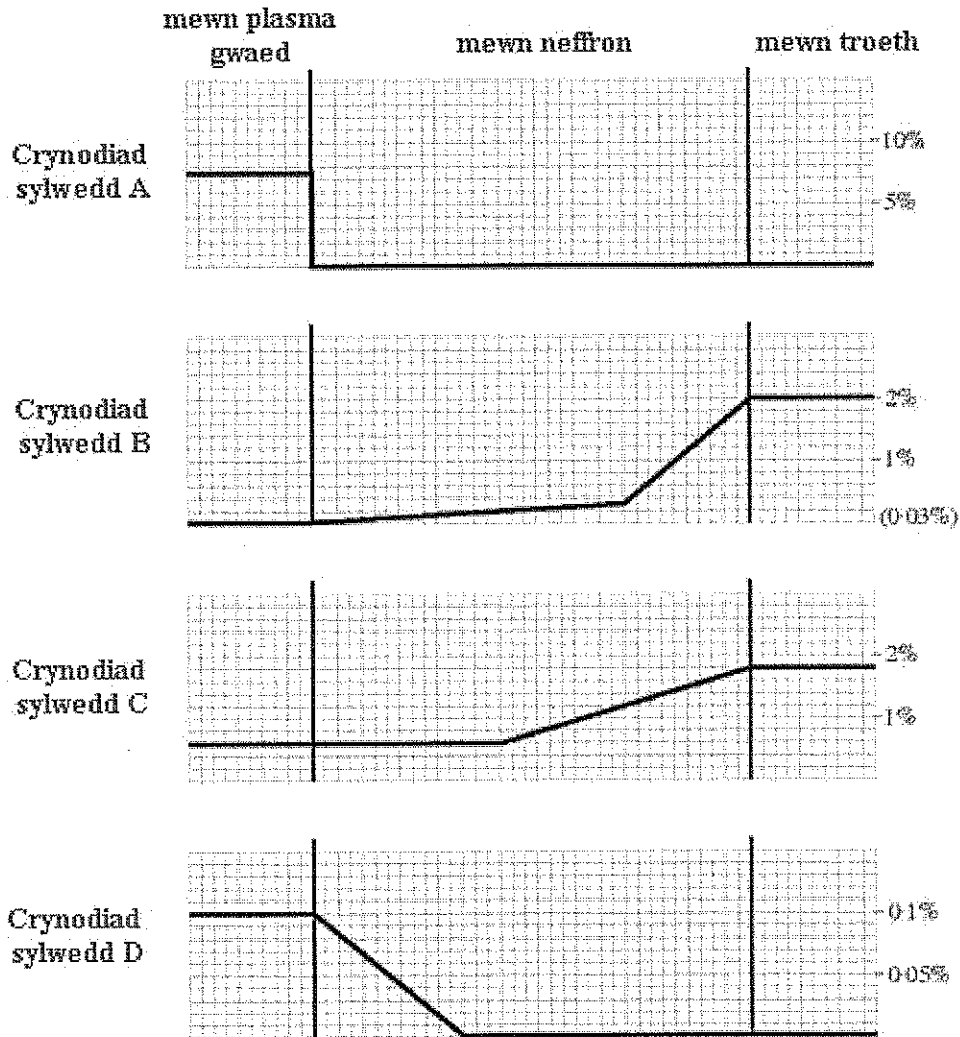 mewn plasma
gwaed
mewn neffron
mewn troeth
Crynodiad
sylwedd A
10%
5%
Crynodiad
sylwedd B
2%
1%
(0·03%)
Crynodiad
sylwedd C
2%
1%
Crynodiad
sylwedd D
0·1%
0·05%